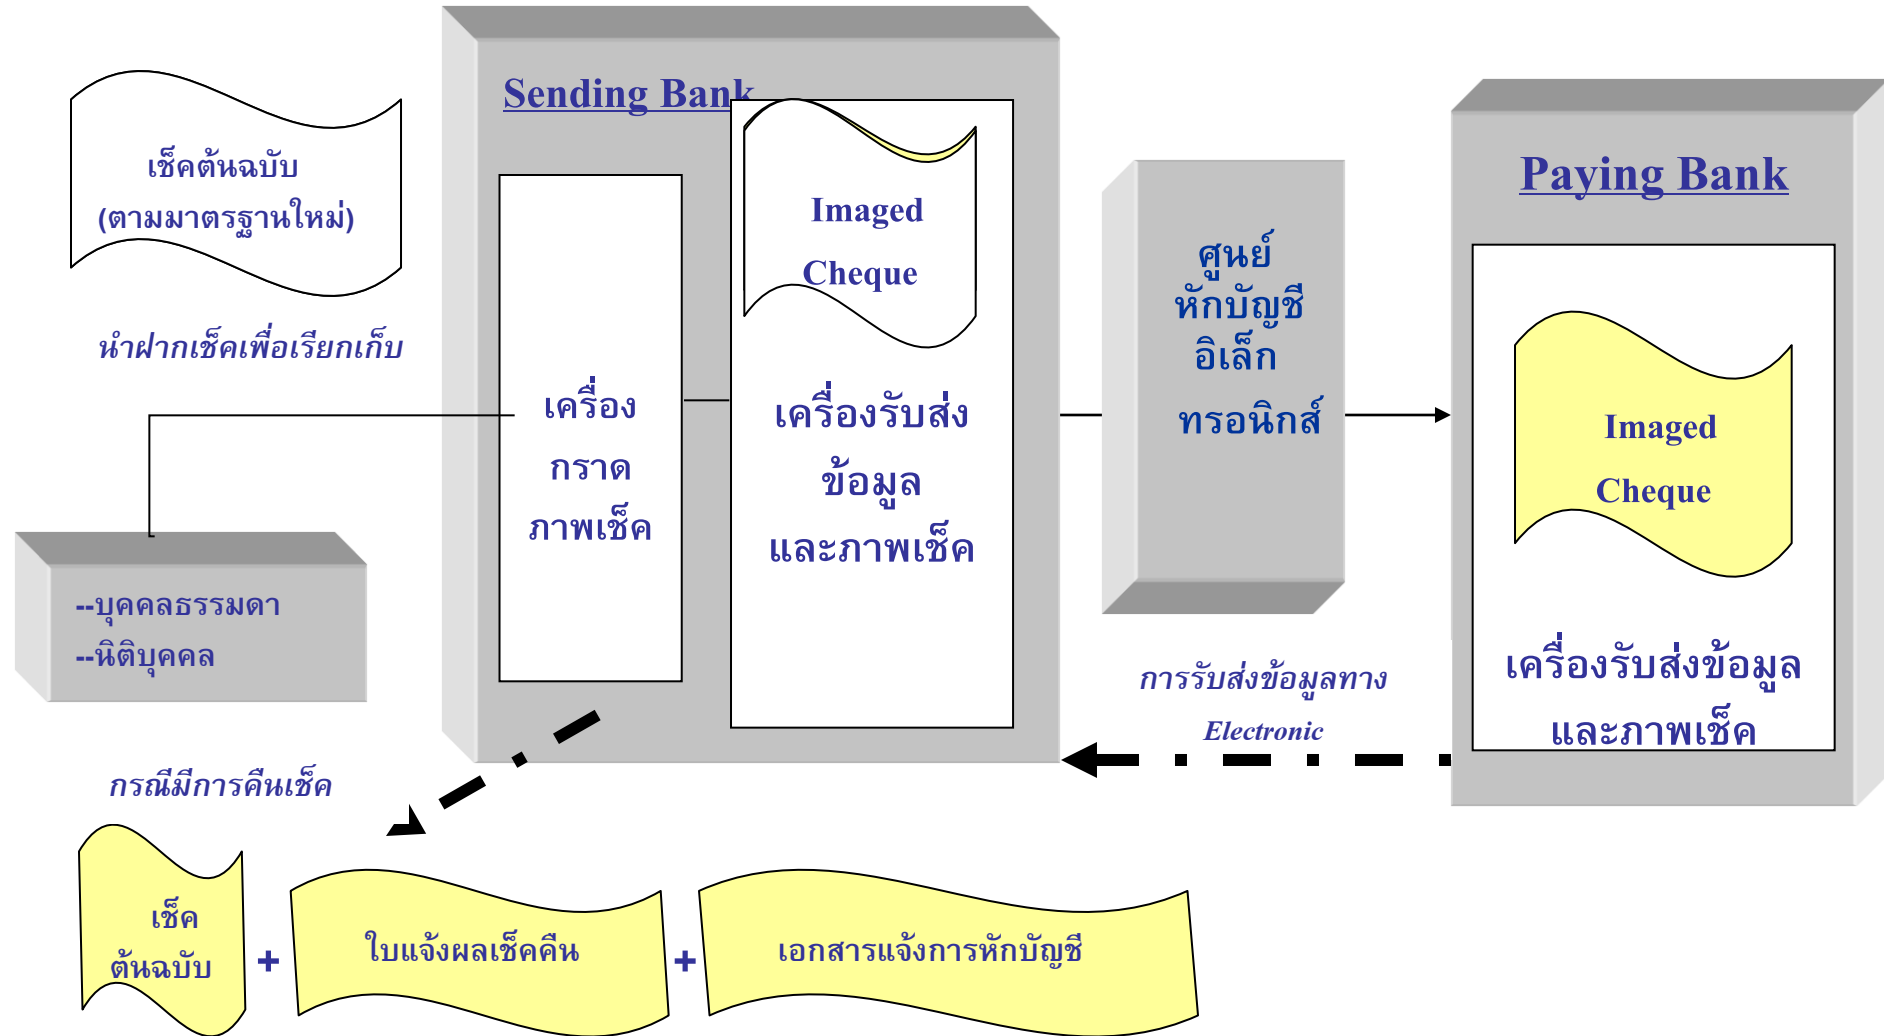 Sending Bank
เช็คต้นฉบับ
(ตามมาตรฐานใหม่)
นำฝากเช็คเพื่อเรียกเก็บ
--บุคคลธรรมดา
--นิติบุคคล
เครื่อง
กราด
ภาพเช็ค
Imaged
Cheque
เครื่องรับส่ง
ข้อมูล
และภาพเช็ค
ศูนย์
หักบัญชี
อิเล็ก
ทรอนิกส์
Paying Bank
Imaged
Cheque
เครื่องรับส่งข้อมูล
และภาพเช็ค
การรับส่งข้อมูลทาง
Electronic
กรณีมีการคืนเช็ค
เช็ค
ต้นฉบับ
+
ใบแจ้งผลเช็คคืน
+
เอกสารแจ้งการหักบัญชี